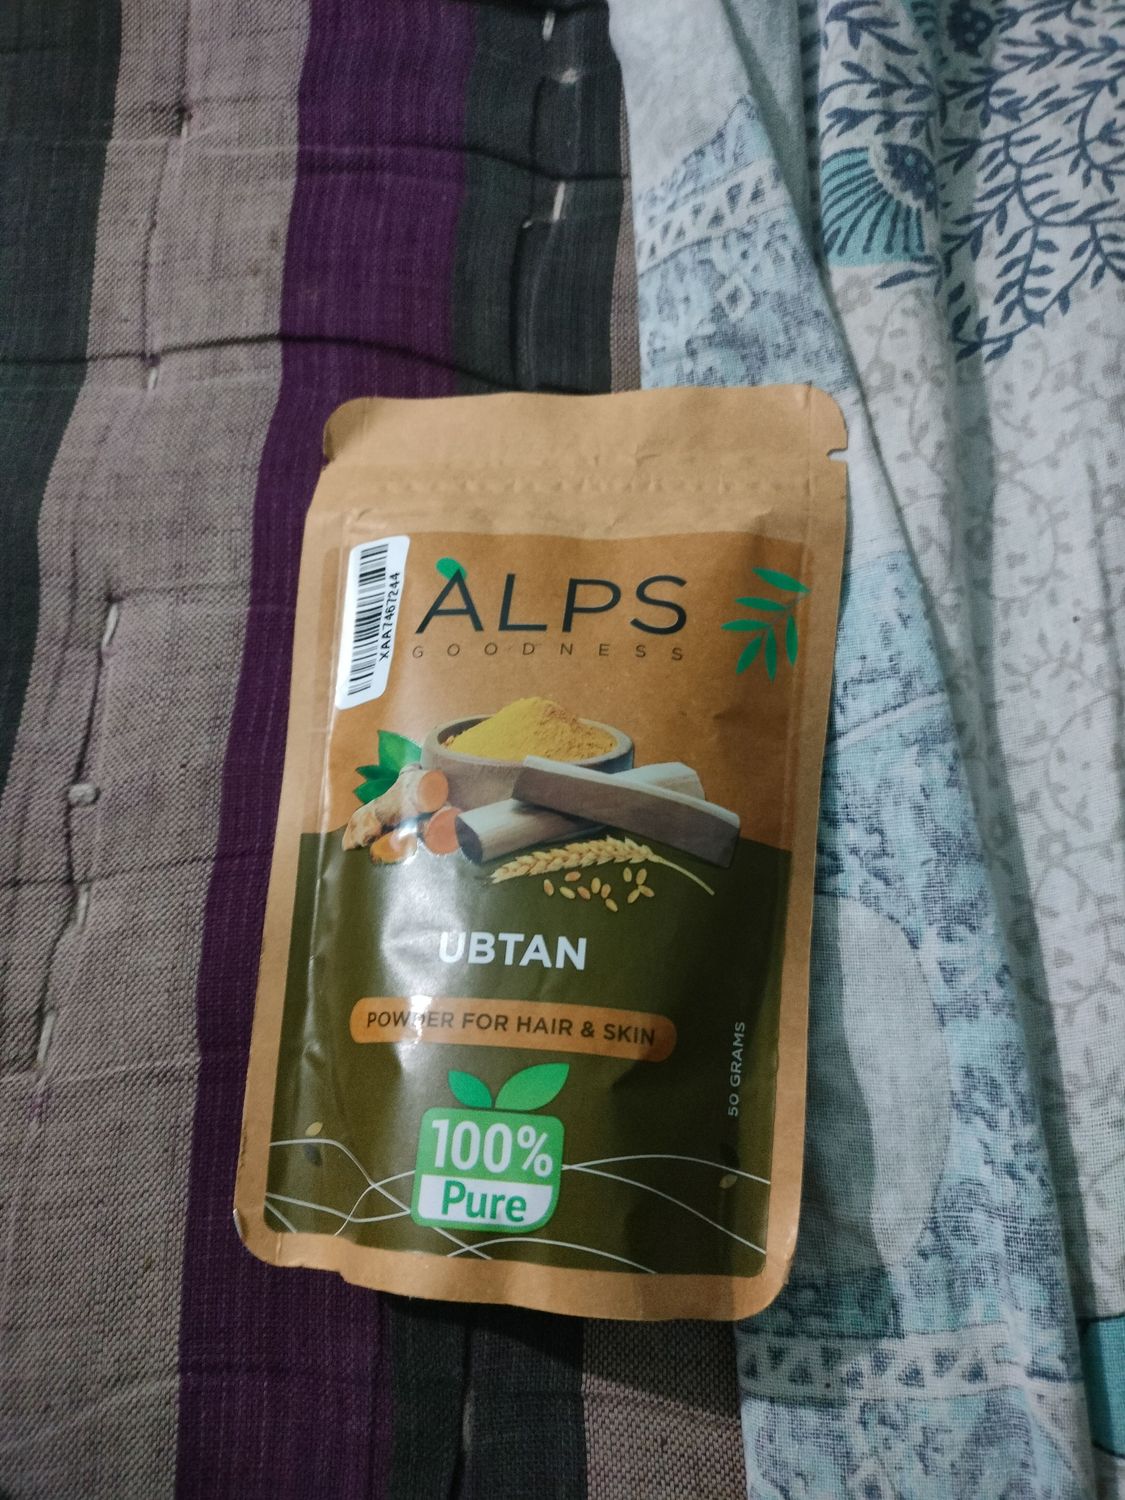 XAA7467244
ALPS
GOODNESS
UBTAN
POWDER FOR HAIR & SKIN
50 GRAMS
100%
Pure